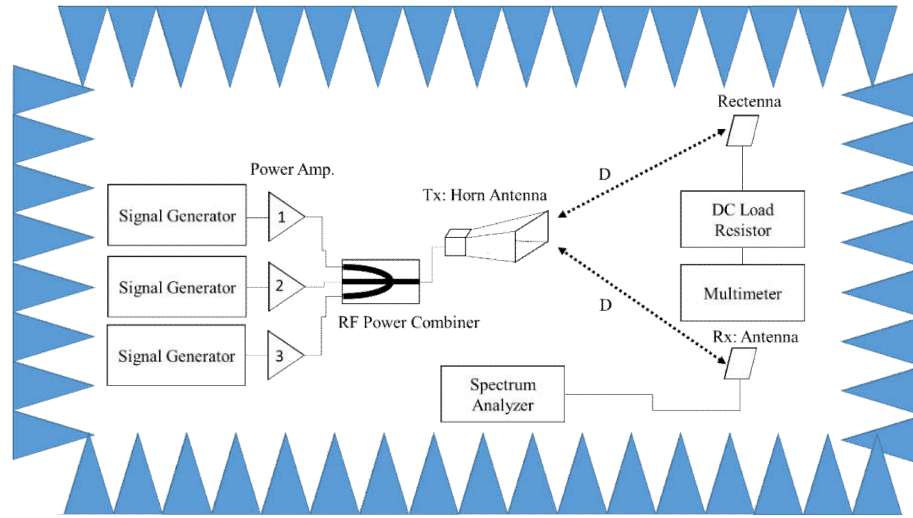 Rectenna
Power Amp.
D
Tx: Horn Antenna
Signal Generator
1
DC Load
Resistor
Signal Generator
2
Multimeter
D
RF Power Combiner
Rx: Antenna
Signal Generator
3
Spectrum
Analyzer